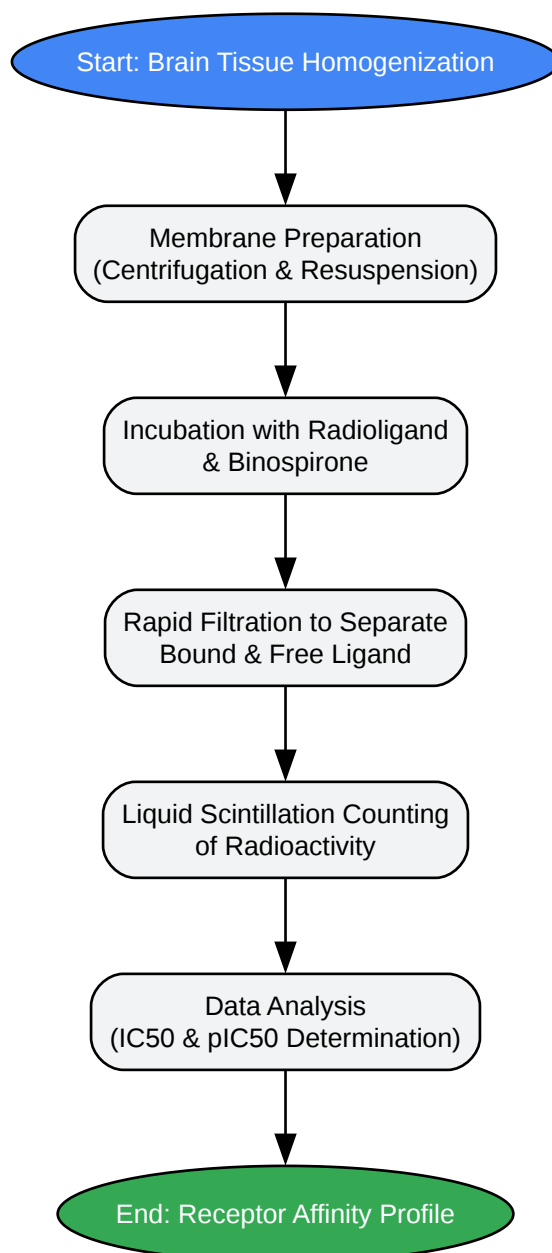 Start: Brain Tissue Homogenization
Membrane Preparation
(Centrifugation & Resuspension)
Incubation with Radioligand
& Binospirone
Rapid Filtration to Separate
Bound & Free Ligand
Liquid Scintillation Counting
of Radioactivity
Data Analysis
(IC50 & pIC50 Determination)
End: Receptor Affinity Profile